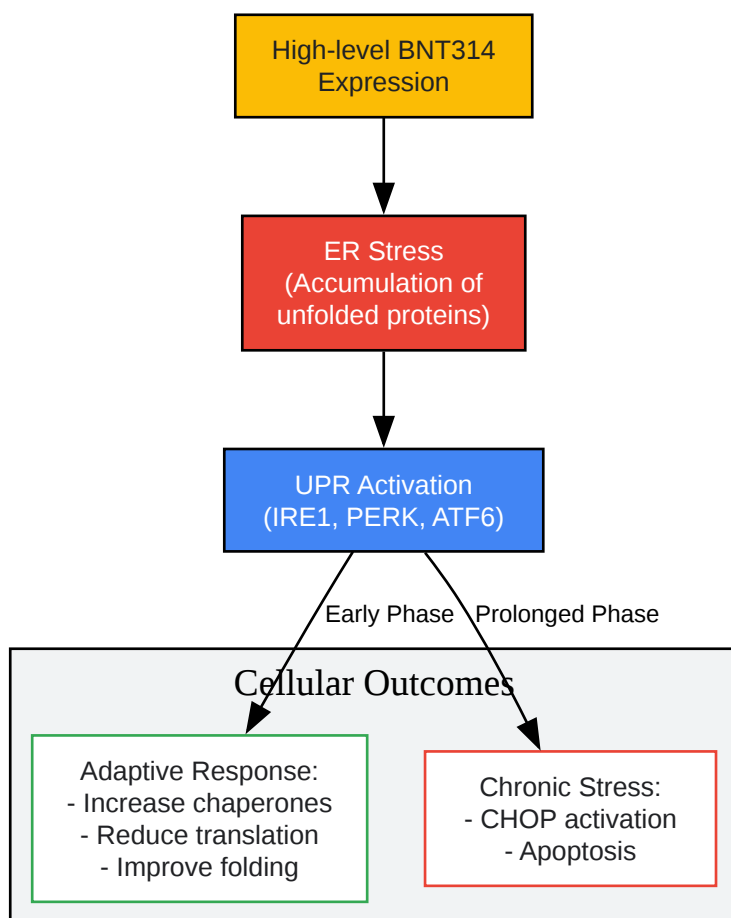 High-level BNT314
Expression
ER Stress
(Accumulation of
unfolded proteins)
UPR Activation
(IRE1, PERK, ATF6)
Early Phase
Prolonged Phase
Cellular Outcomes
Adaptive Response:
- Increase chaperones
- Reduce translation
- Improve folding
Chronic Stress:
- CHOP activation
- Apoptosis